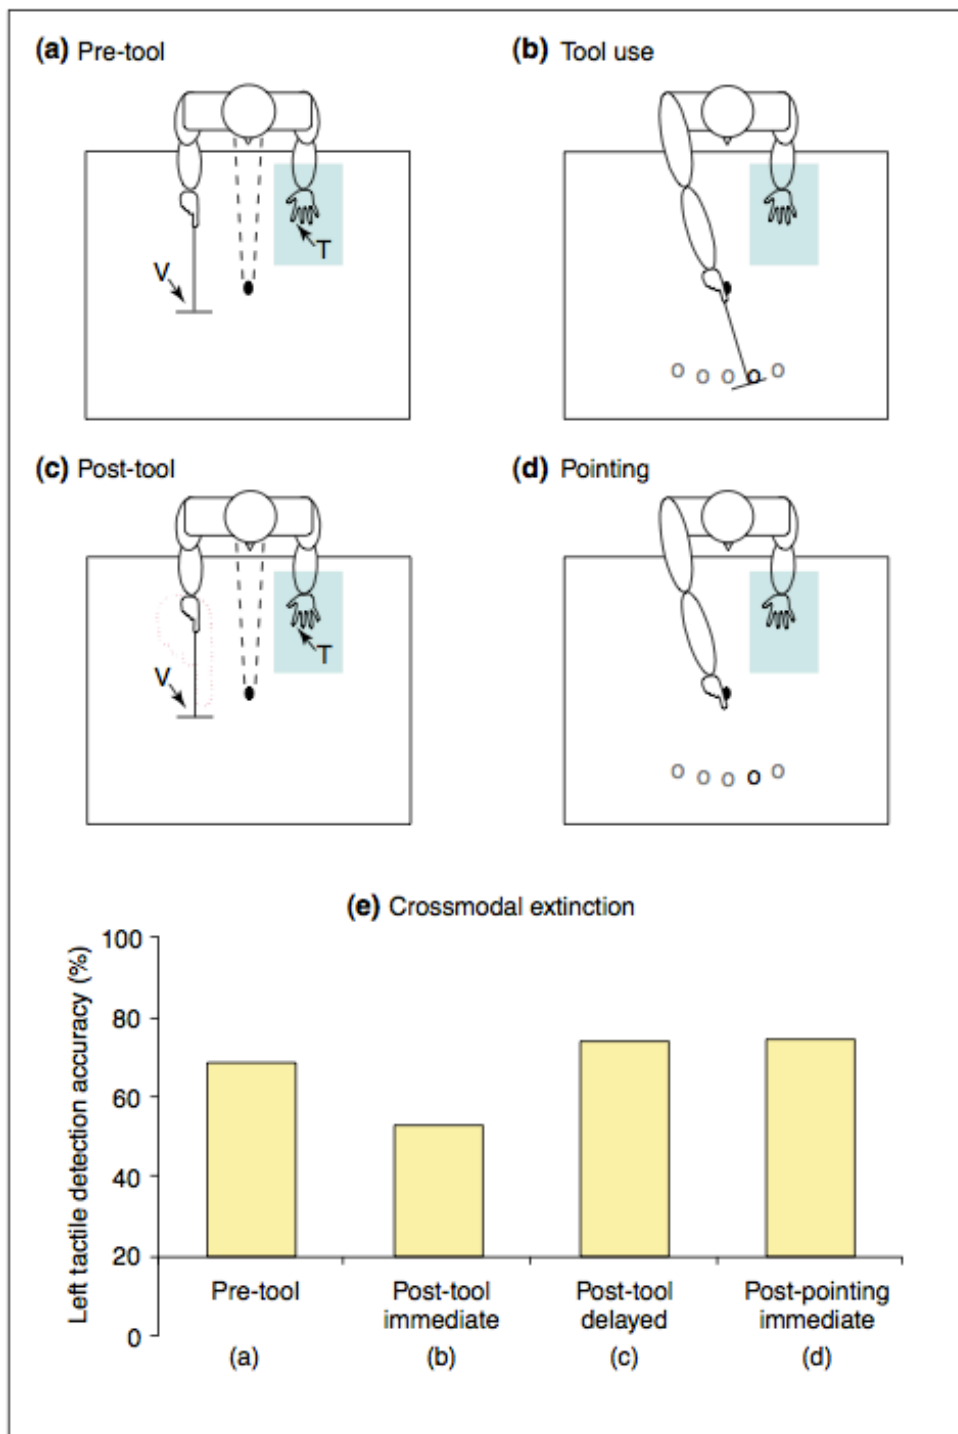 (a) Pre-tool
(b) Tool use
V
T
o o o o o
(c) Post-tool
(d) Pointing
V
T
o o o o o
(e) Crossmodal extinction
Left tactile detection accuracy (%)
100
80
60
40
20
0
Pre-tool
(a)
Post-tool
immediate
(b)
Post-tool
delayed
(c)
Post-pointing
immediate
(d)